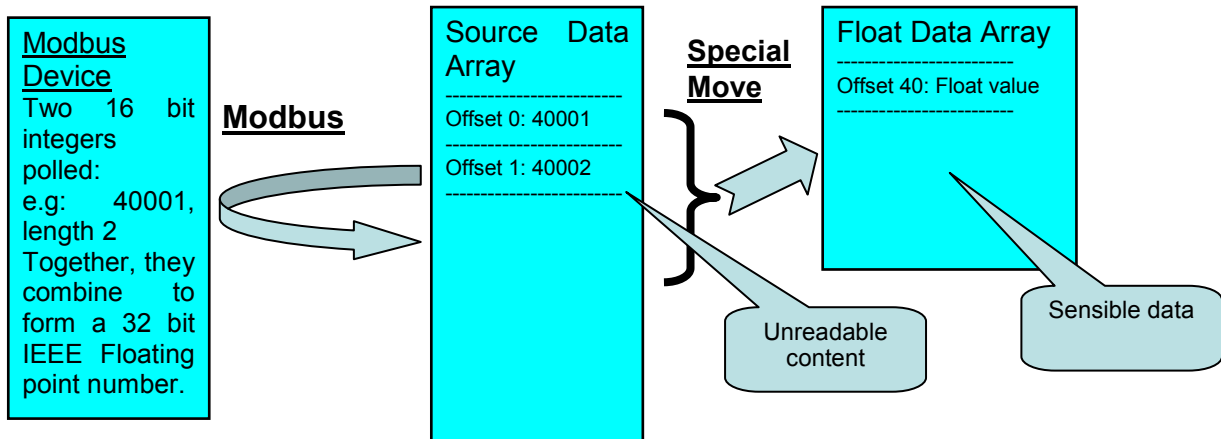 Modbus
Device
Two 16 bit
integers
polled:
e.g: 40001,
length 2
Together, they
combine to
form a 32 bit
IEEE Floating
point number.
Modbus
Source Data
Array
--------------------------
Offset 0: 40001
--------------------------
Offset 1: 40002
--------------------------
Unreadable
content
Special
Move
Float Data Array
--------------------------
Offset 40: Float value
--------------------------
Sensible data